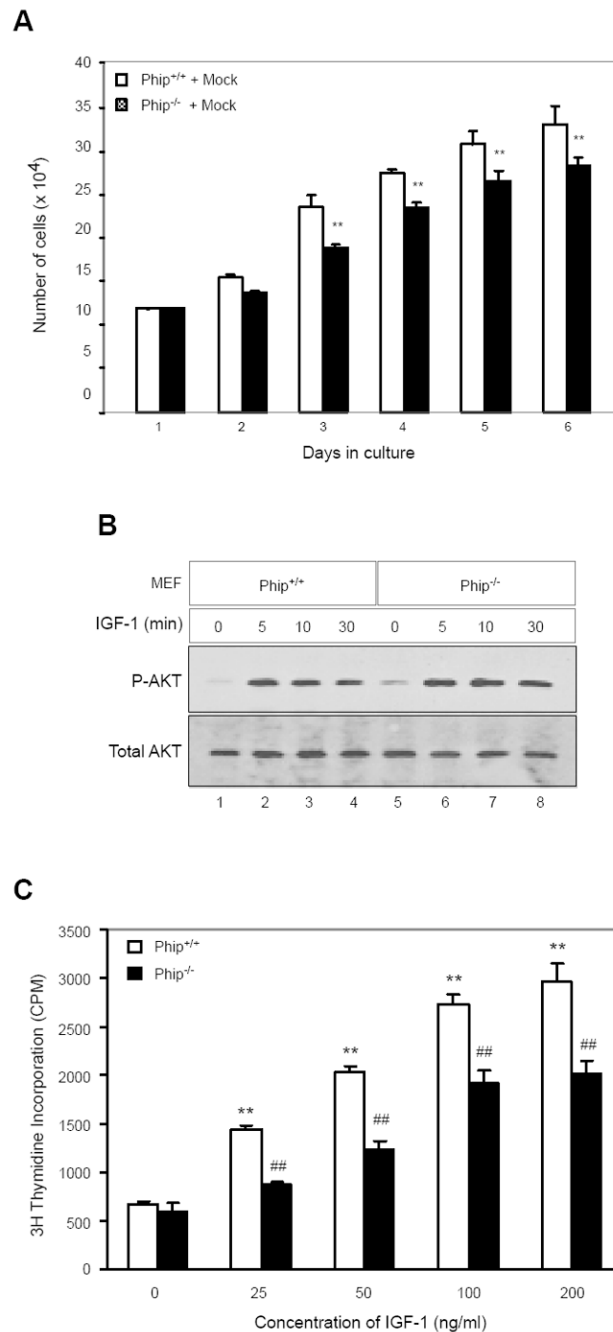 A
Phip+/+ + Mock
Phip-/- + Mock
Number of cells (x 10^4)
40
35
30
25
20
15
10
5
0
**
**
**
**
1 2 3 4 5 6
Days in culture
B
MEF Phip+/+ Phip-/-
IGF-1 (min) 0 5 10 30 0 5 10 30
P-AKT
Total AKT
1 2 3 4 5 6 7 8
C
Phip+/+
Phip-/-
3H Thymidine Incorporation (CPM)
3500
3000
2500
2000
1500
1000
500
0
**
##
**
##
**
##
**
##
0 25 50 100 200
Concentration of IGF-1 (ng/ml)